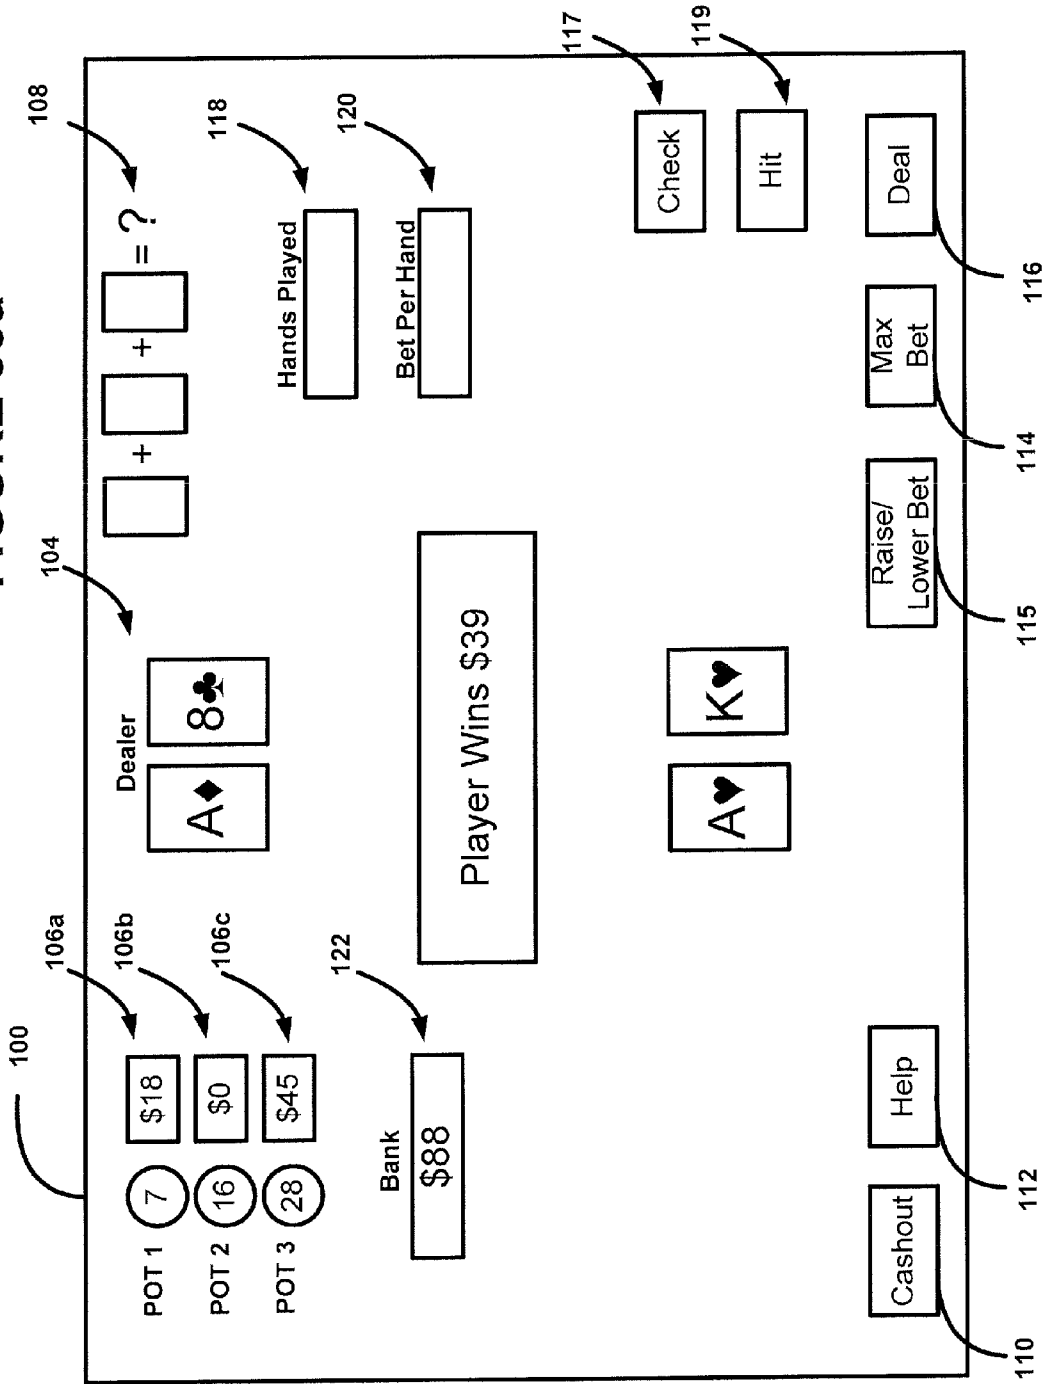 100
106a
106b
106c
104
108
POT 1 7 $18
POT 2 16 $0
POT 3 28 $45
Dealer
A♦ 8♣
+ + = ?
Hands Played
118
Bank
$88
122
Bet Per Hand
120
Player Wins $39
A♥ K♥
Check
117
Hit
119
Cashout
Help
Raise/
Lower Bet
Max
Bet
Deal
110
112
115
114
116